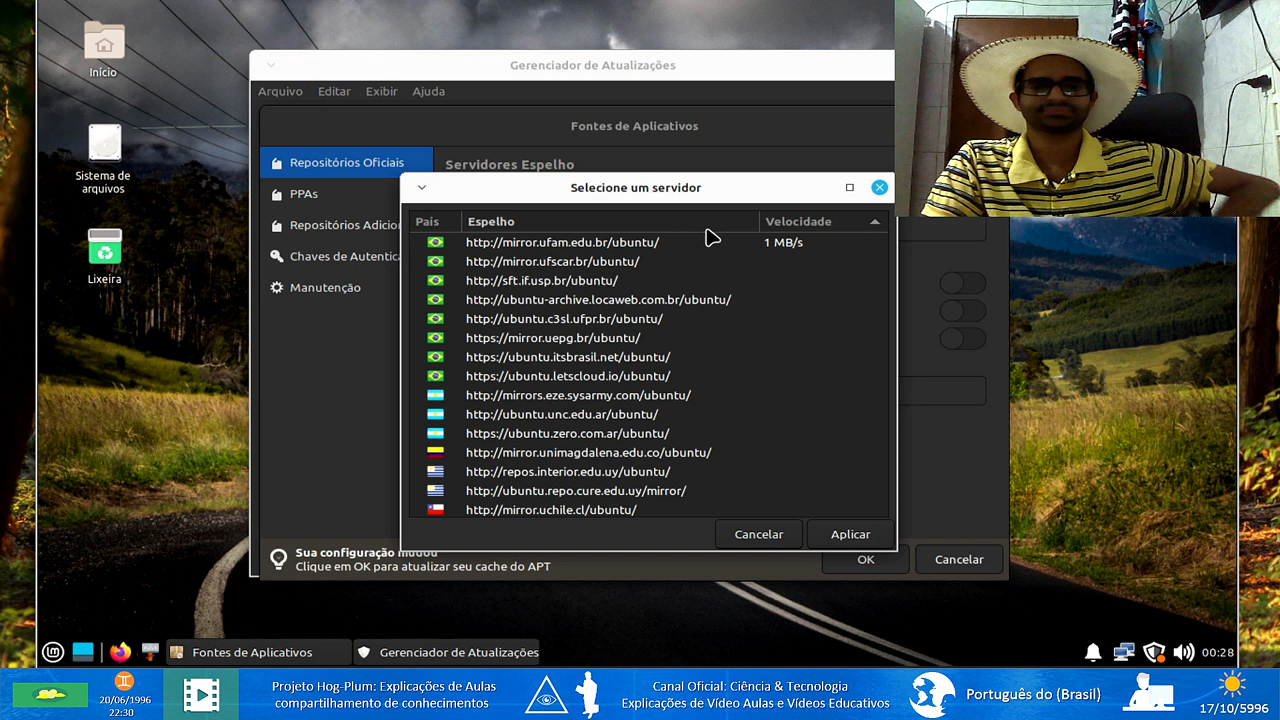 Início
Sistema de
arquivos
Lixeira
Gerenciador de Atualizações
Arquivo Editar Exibir Ajuda
Fontes de Aplicativos
Repositórios Oficiais
PPAs
Repositórios Adicio
Chaves de Autentica
Manutenção
Servidores Espelho
Selecione um servidor
País Espelho Velocidade
http://mirror.ufam.edu.br/ubuntu/ 1 MB/s
http://mirror.ufscar.br/ubuntu/
http://sft.if.usp.br/ubuntu/
http://ubuntu-archive.locaweb.com.br/ubuntu/
http://ubuntu.c3sl.ufpr.br/ubuntu/
https://mirror.uepg.br/ubuntu/
https://ubuntu.itsbrasil.net/ubuntu/
https://ubuntu.letscloud.io/ubuntu/
http://mirrors.eze.sysarmy.com/ubuntu/
http://ubuntu.unc.edu.ar/ubuntu/
https://ubuntu.zero.com.ar/ubuntu/
http://mirror.unimagdalena.edu.co/ubuntu/
http://repos.interior.edu.uy/ubuntu/
http://ubuntu.repo.cure.edu.uy/mirror/
http://mirror.uchile.cl/ubuntu/
Cancelar Aplicar
Sua configuração mudou
Clique em OK para atualizar seu cache do APT
OK Cancelar
Fontes de Aplicativos
Gerenciador de Atualizações
00:28
20/06/1996
22:30
Projeto Hog-Plum: Explicações de Aulas
compartilhamento de conhecimentos
Canal Oficial: Ciência & Tecnologia
Explicações de Vídeo Aulas e Vídeos Educativos
Português do (Brasil)
17/10/5996